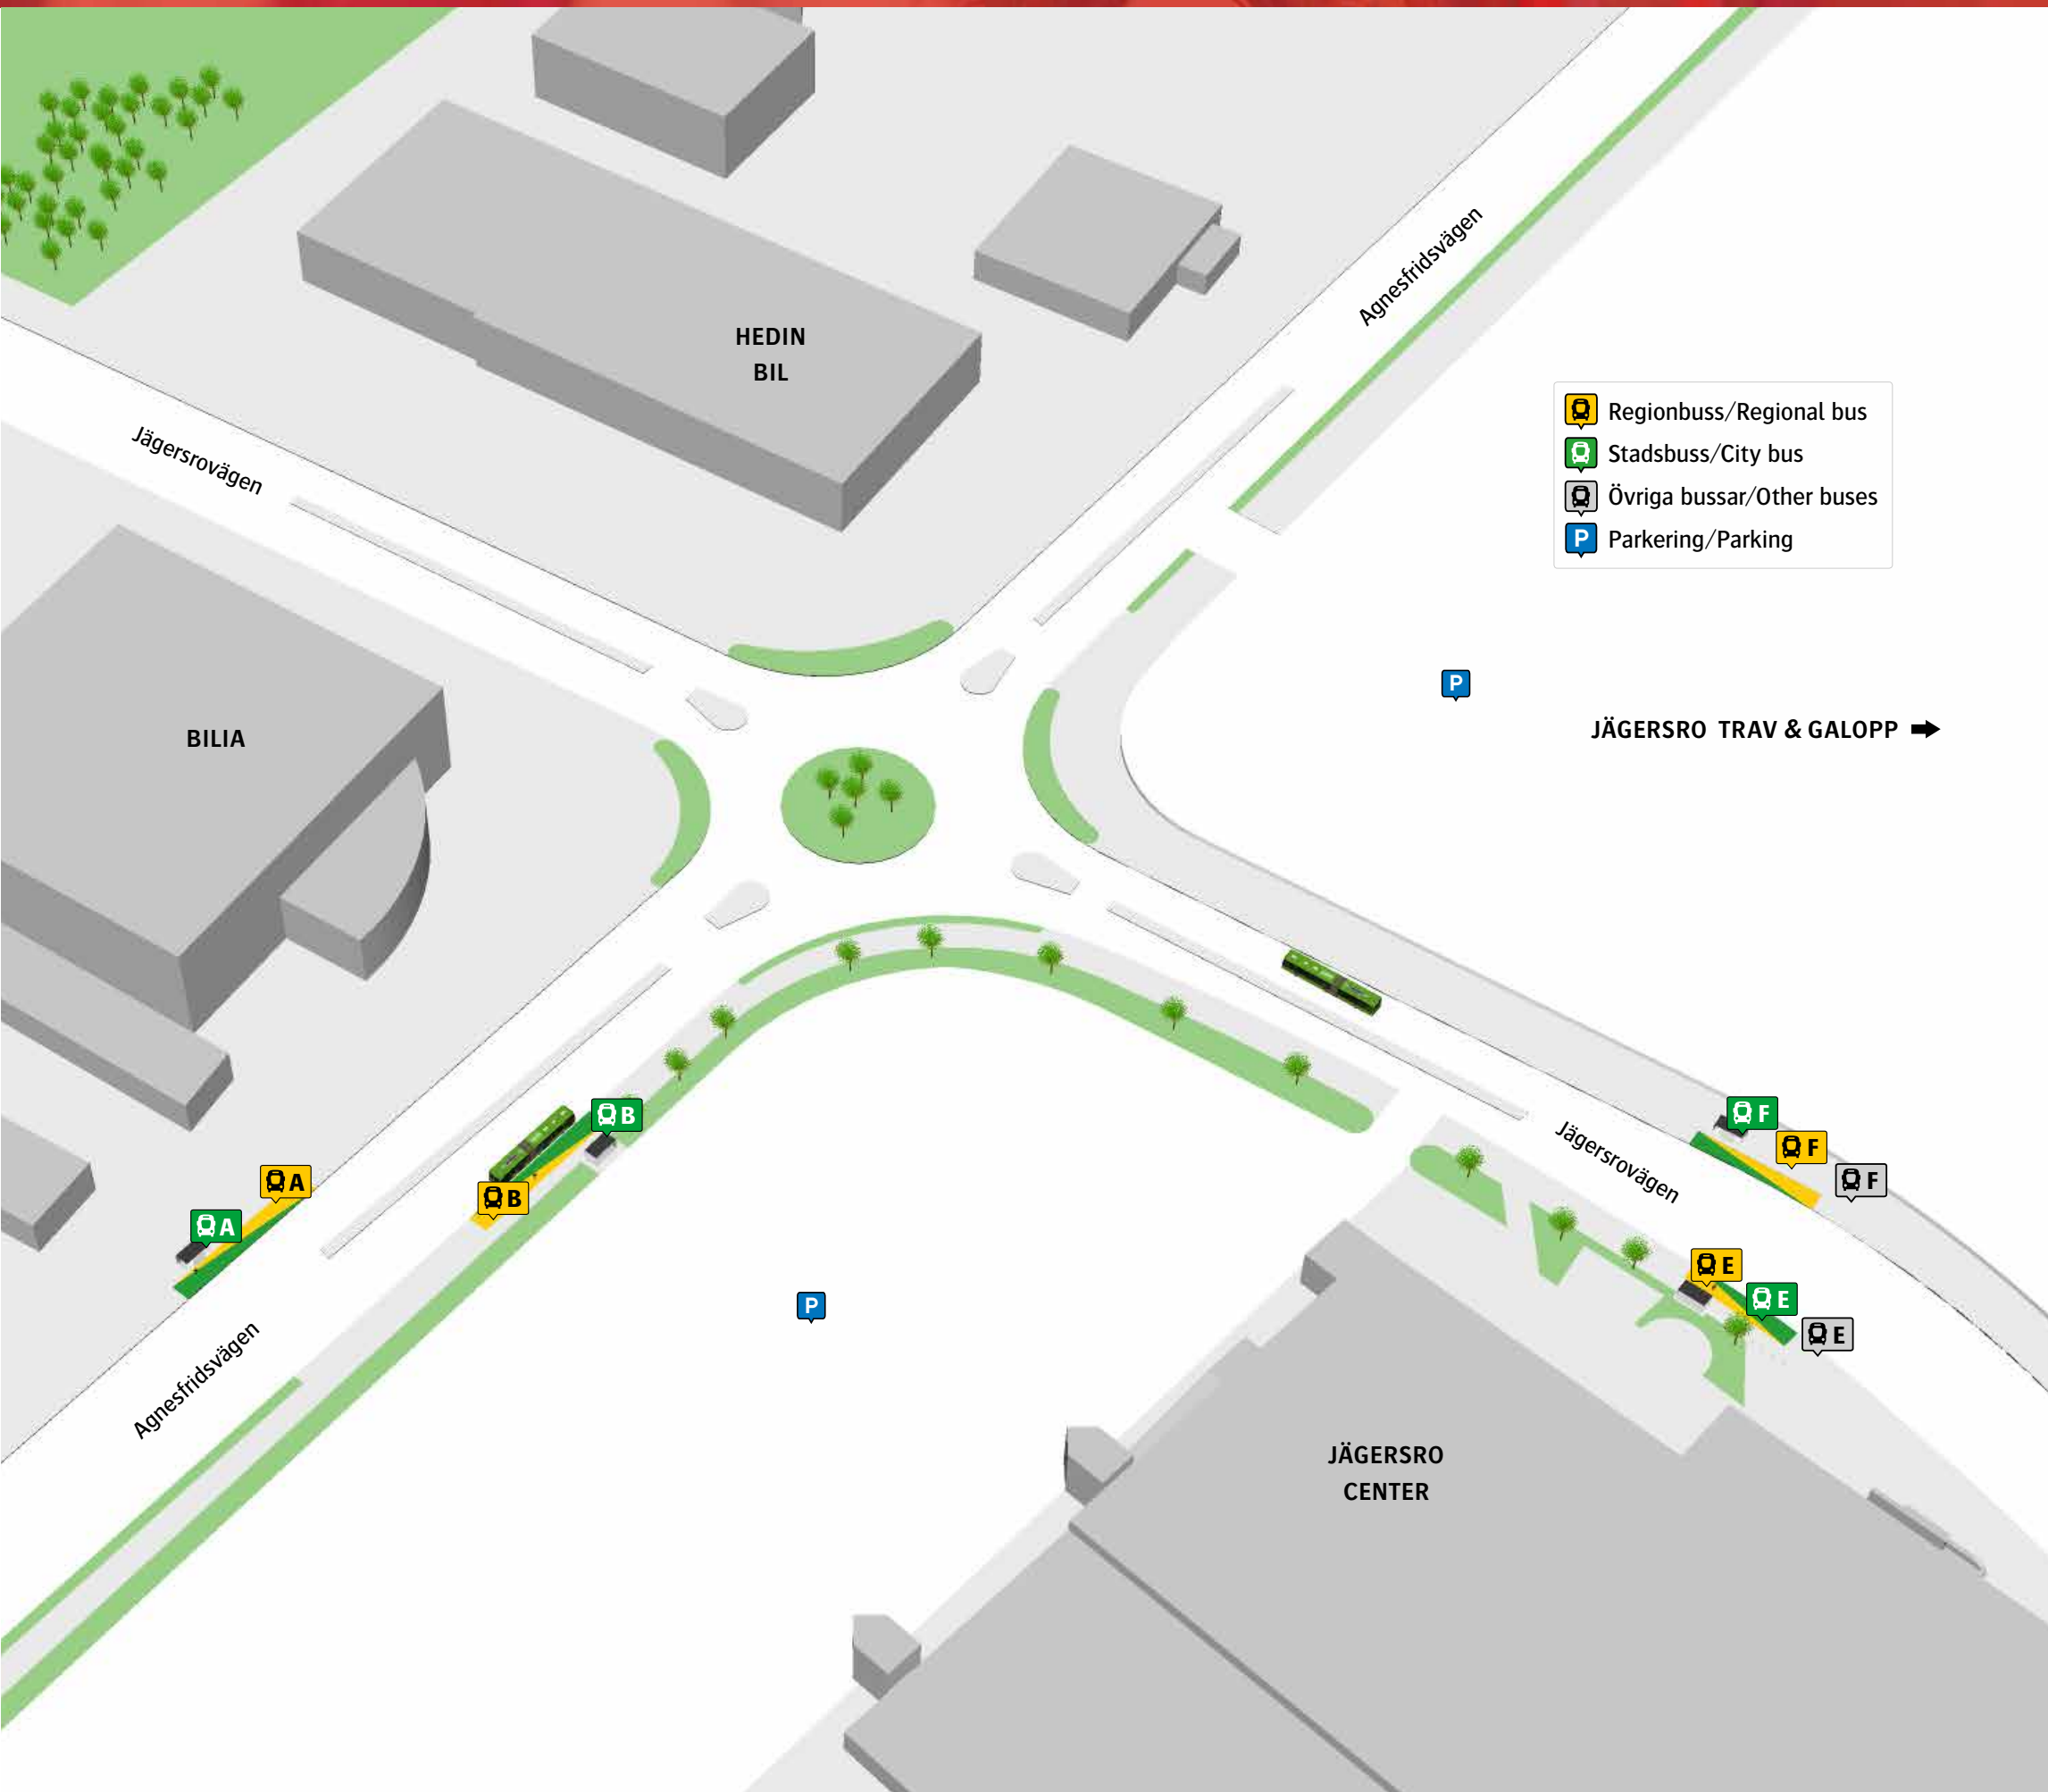 HEDIN
BIL
Agnesfridsvägen
Regionbuss/Regional bus
Stadsbuss/City bus
Övriga bussar/Other buses
P Parkering/Parking
Jägersrovägen
P
JÄGERSRO TRAV & GALOPP
BILIA
B
F
F
F
A
B
A
Jägersrovägen
E
E
E
P
Agnesfridsvägen
JÄGERSRO
CENTER